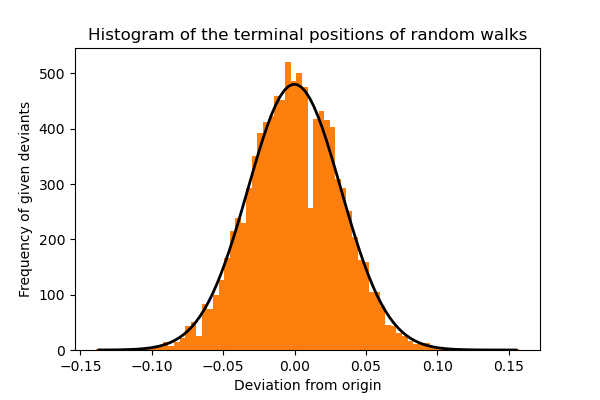 Histogram of the terminal positions of random walks
Frequency of given deviants
500
400
300
200
100
0
−0.15 −0.10 −0.05 0.00 0.05 0.10 0.15
Deviation from origin